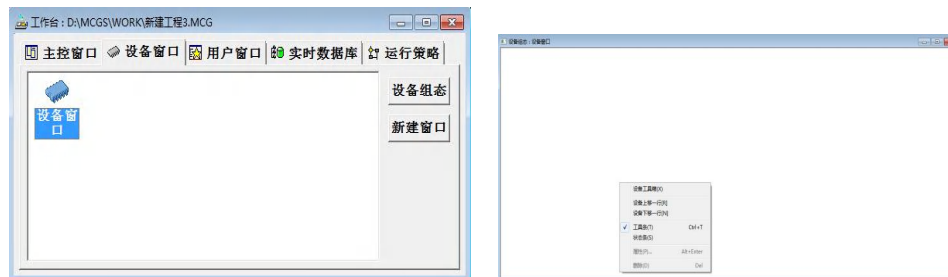 工作台 : D:\MCGS\WORK\新建工程3.MCG
主控窗口 设备窗口 用户窗口 实时数据库 运行策略
设备窗
口
设备组态
新建窗口
设备组态 : 设备窗口
设备工具箱(X)
设备上移一行[K]
设备下移一行[N]
工具条(T) Ctrl+T
状态条(S)
属性(P)... Alt+Enter
删除(D) Del